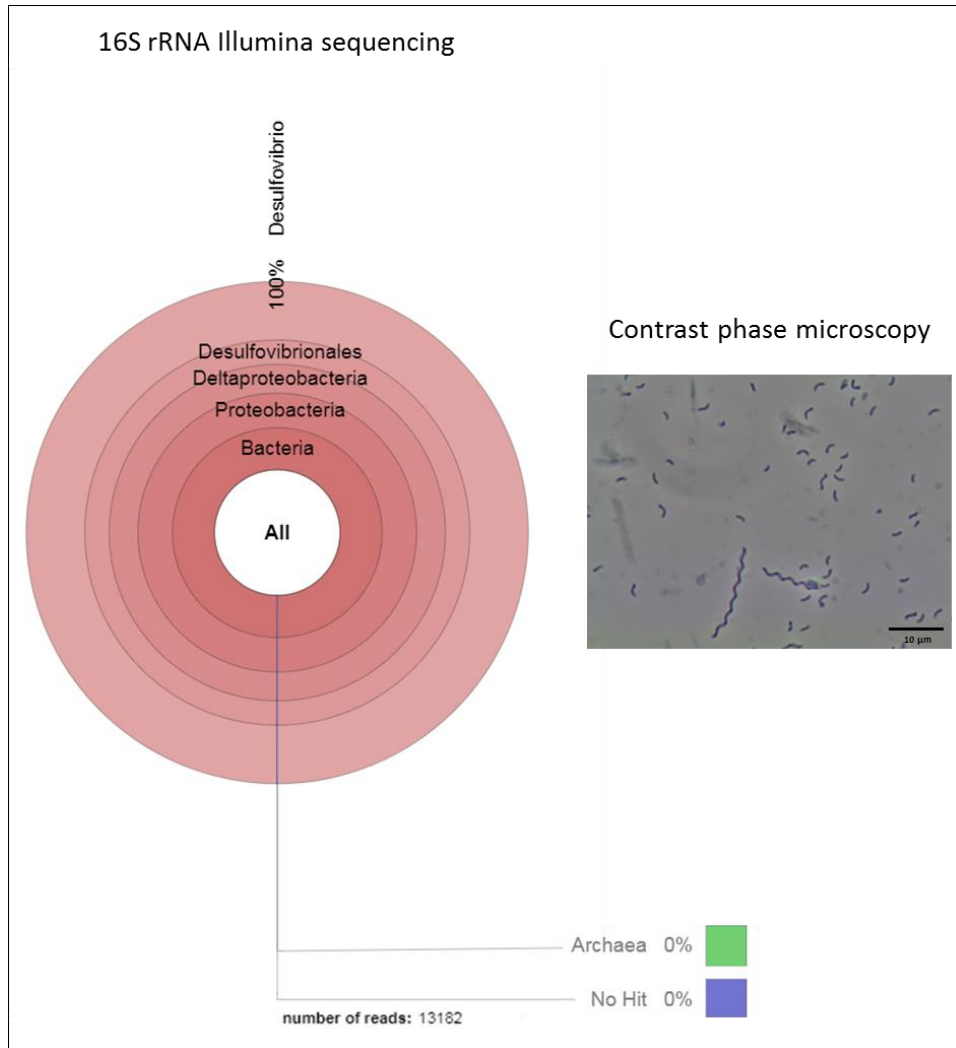 16S rRNA Illumina sequencing
100% Desulfovibrio
Desulfovibrionales
Deltaproteobacteria
Proteobacteria
Bacteria
All
Contrast phase microscopy
10 µm
Archaea 0%
No Hit 0%
number of reads: 13182